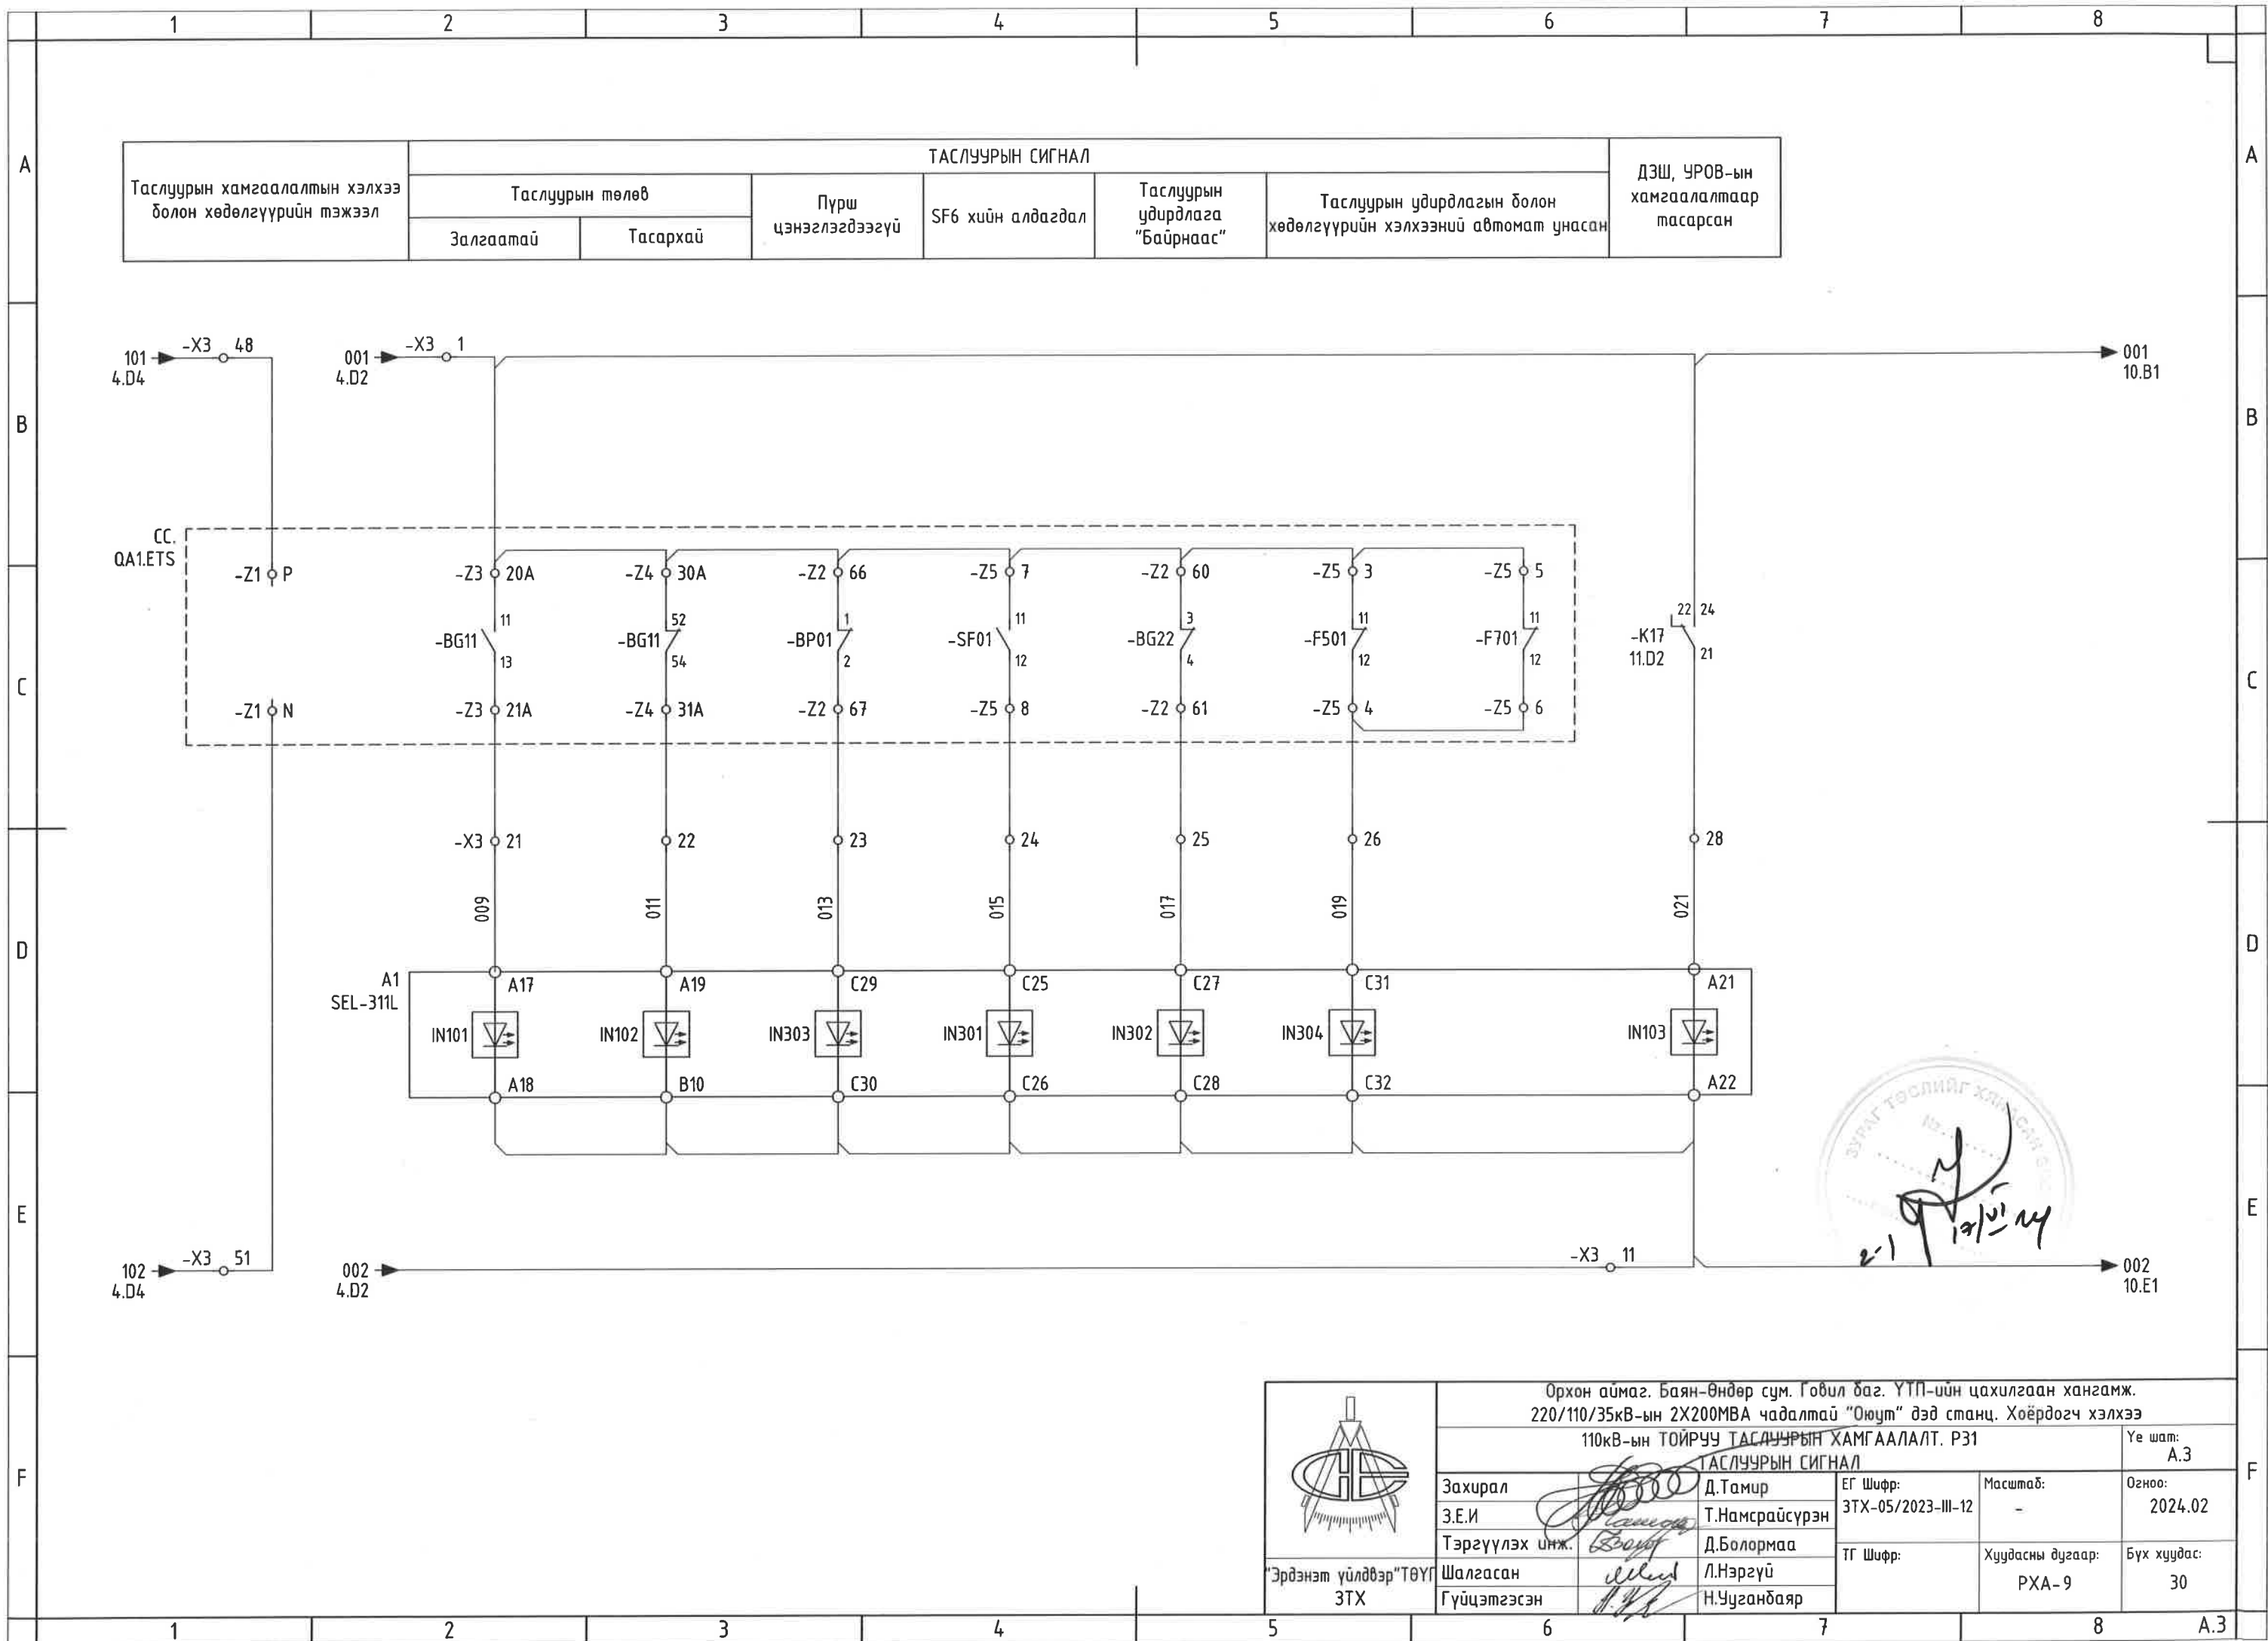 1 2 3 4 5 6 7 8
A A
B B
C C
D D
E E
F F
Таслуурын хамгаалалтын хэлхээ
болон хөдөлгүүрийн тэжээл
ТАСЛУУРЫН СИГНАЛ
Таслуурын төлөв
Залгаатай
Тасархай
Пүрш
цэнэглэгдээгүй
SF6 хийн алдагдал
Таслуурын
удирдлага
"Байрнаас"
Таслуурын удирдлагын болон
хөдөлгүүрийн хэлхээний автомат унасан
ДЗШ, УРОВ-ын
хамгаалалтаар
тасарсан
101 -X3 48
4.D4
001 -X3 1
4.D2
001
10.B1
CC.
QA1.ETS
-Z1 P
-Z3 20A
-Z4 30A
-Z2 66
-Z5 7
-Z2 60
-Z5 3
-Z5 5
-BG11 11 13
-BG11 52 54
-BP01 1 2
-SF01 11 12
-BG22 3 4
-F501 11 12
-F701 11 12
-K17 22 24 21
11.D2
-Z1 N
-Z3 21A
-Z4 31A
-Z2 67
-Z5 8
-Z2 61
-Z5 4
-Z5 6
-X3 21 22 23 24 25 26 28
009 011 013 015 017 019 021
A1
SEL-311L
A17 A19 C29 C25 C27 C31 A21
IN101 IN102 IN303 IN301 IN302 IN304 IN103
A18 B10 C30 C26 C28 C32 A22
102 -X3 51
4.D4
002
4.D2
-X3 11
002
10.E1
ЗУРАГ ТӨСЛИЙГ ХЯНАСАН
№
Орхон аймаг. Баян-Өндөр сум. Говил баг. ҮТП-ийн цахилгаан хангамж.
220/110/35кВ-ын 2X200МВА чадалтай "Оюут" дэд станц. Хоёрдогч хэлхээ
110кВ-ын ТОЙРУУ ТАСЛУУРЫН ХАМГААЛАЛТ. P31
ТАСЛУУРЫН СИГНАЛ
Үе шат:
А.3
Захирал Д.Тамир
З.Е.И Т.Намсрайсүрэн
Тэргүүлэх инж. Д.Болормаа
Шалгасан Л.Нэргүй
Гүйцэтгэсэн Н.Ууганбаяр
ЕГ Шифр:
ЗТХ-05/2023-III-12
Масштаб:
-
Огноо:
2024.02
ТГ Шифр:
Хуудасны дугаар:
РХА-9
Бүх хуудас:
30
"Эрдэнэт үйлдвэр"ТӨҮГ
ЗТХ
1 2 3 4 5 6 7 8
A.3